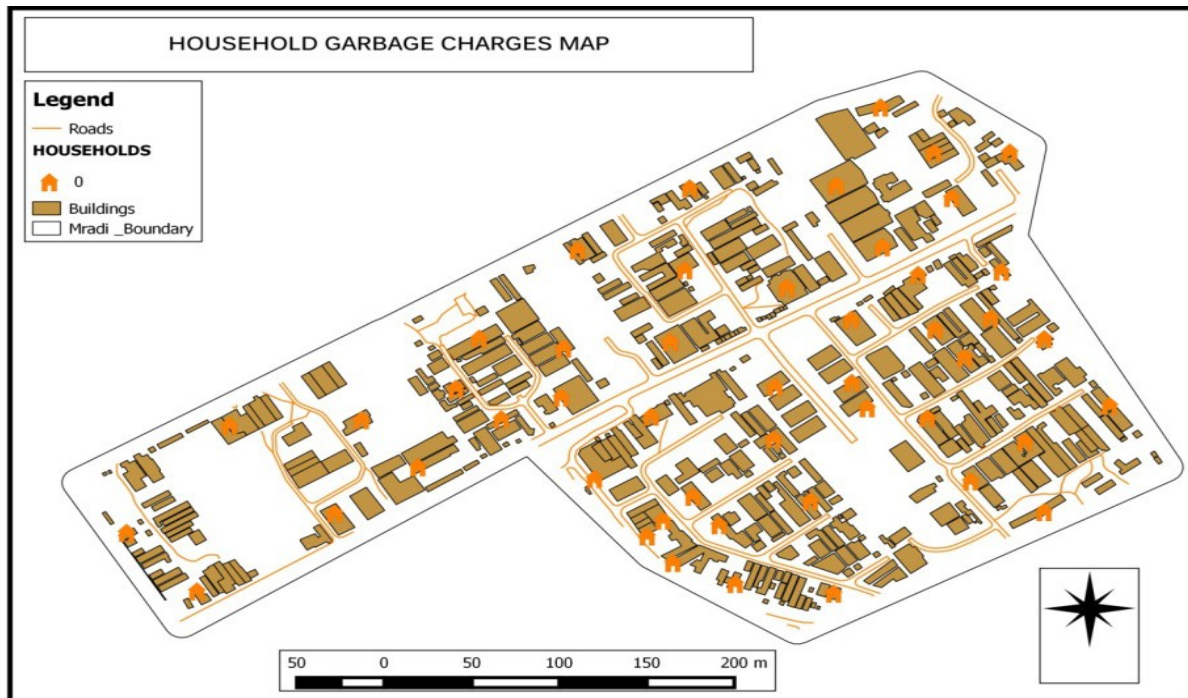 HOUSEHOLD GARBAGE CHARGES MAP
Legend
Roads
HOUSEHOLDS
0
Buildings
Mradi _Boundary
50 0 50 100 150 200 m